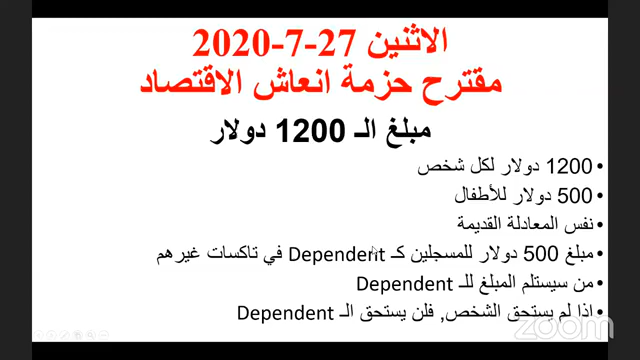 الاثنين 27-7-2020
مقترح حزمة انعاش الاقتصاد
مبلغ الـ 1200 دولار
•1200 دولار لكل شخص
•500 دولار للأطفال
•نفس المعادلة القديمة
•مبلغ 500 دولار للمسجلين كـ Dependent في تاكسات غيرهم
•من سيستلم المبلغ للـ Dependent
•اذا لم يستحق الشخص, فلن يستحق الـ Dependent
zoom